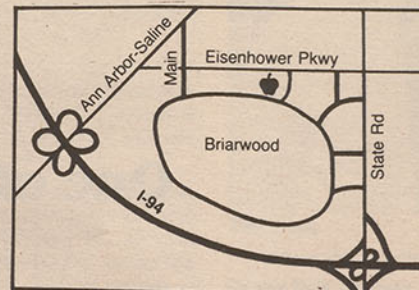 Ann Arbor-Saline
Main
Eisenhower Pkwy
Briarwood
State Rd
I-94